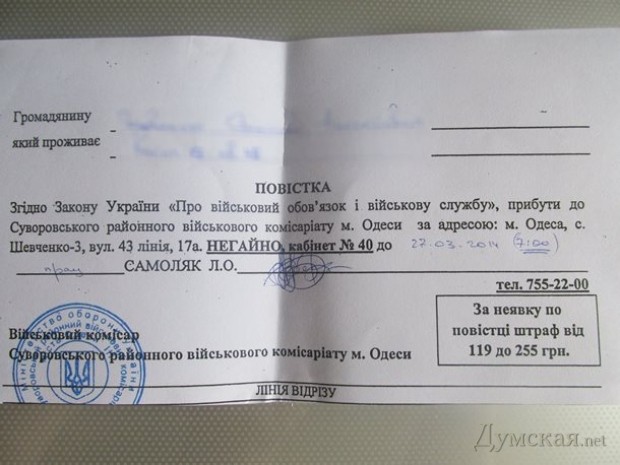 Громадянину
який проживає
ПОВІСТКА
Згідно Закону України «Про військовий обов'язок і військову службу», прибути до
Суворовського районного військового комісаріату м. Одеси за адресою: м. Одеса, с.
Шевченко-3, вул. 43 лінія, 17а. НЕГАЙНО, кабінет № 40 до 27.03.2014 (7:00)
прац САМОЛЯК Л.О.
тел. 755-22-00
За неявку по
повістці штраф від
119 до 255 грн.
Військовий комісар
Суворовського районного військового комісаріату м. Одеси
ЛІНІЯ ВІДРІЗУ
Думская.net